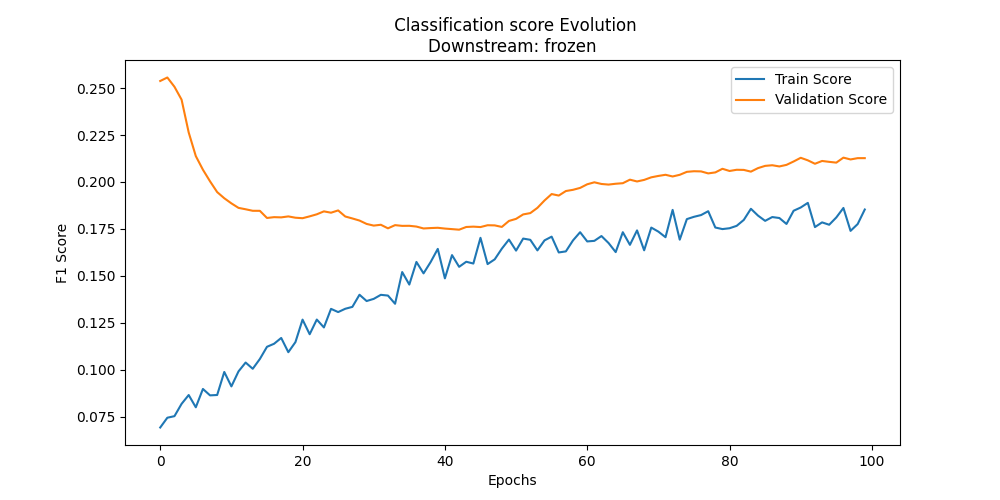 Classification score Evolution
Downstream: frozen
Train Score
Validation Score
F1 Score
0.250
0.225
0.200
0.175
0.150
0.125
0.100
0.075
0 20 40 60 80 100
Epochs